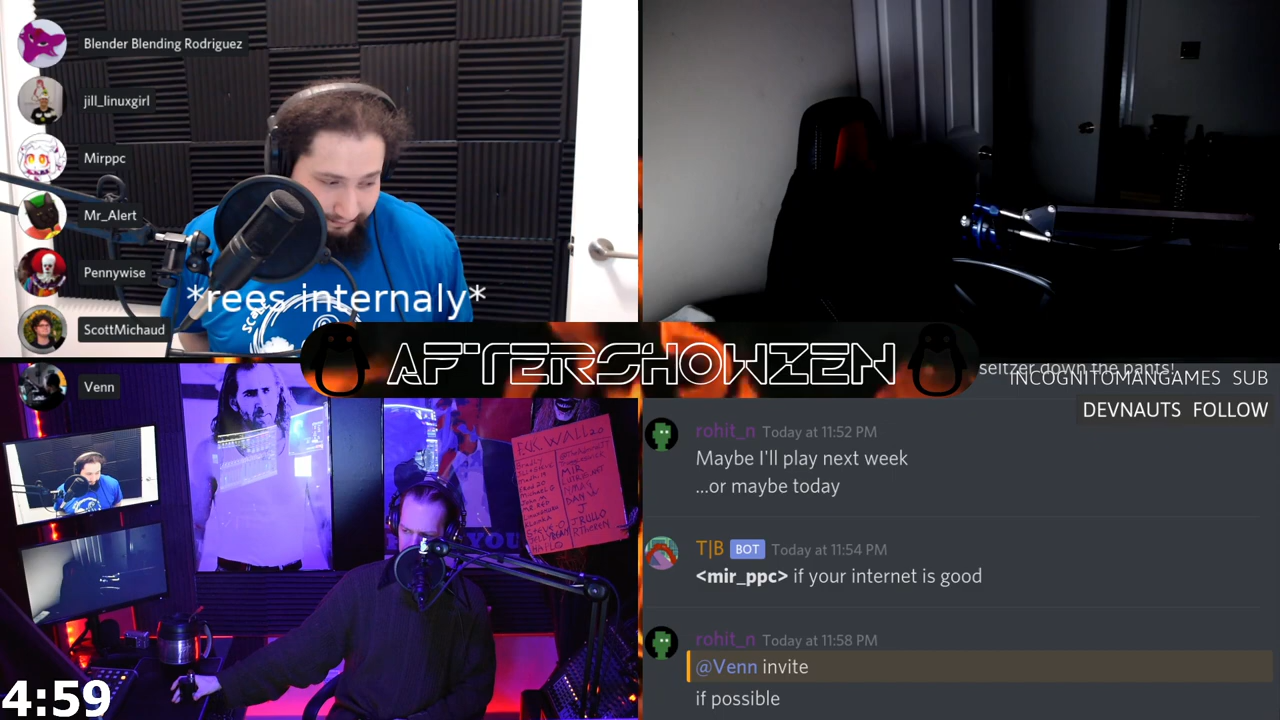 Blender Blending Rodriguez
jill_linuxgirl
Mirppc
Mr_Alert
Pennywise
ScottMichaud
Venn
*rees internaly*
AFTERSHOWZEN
seltzer down the pants!
INCOGNITOMANGAMES SUB
DEVNAUTS FOLLOW
rohit_n Today at 11:52 PM
Maybe I'll play next week
...or maybe today
T|B BOT Today at 11:54 PM
<mir_ppc> if your internet is good
rohit_n Today at 11:58 PM
@Venn invite
if possible
WALL
MIR
DAN W
J
4:59